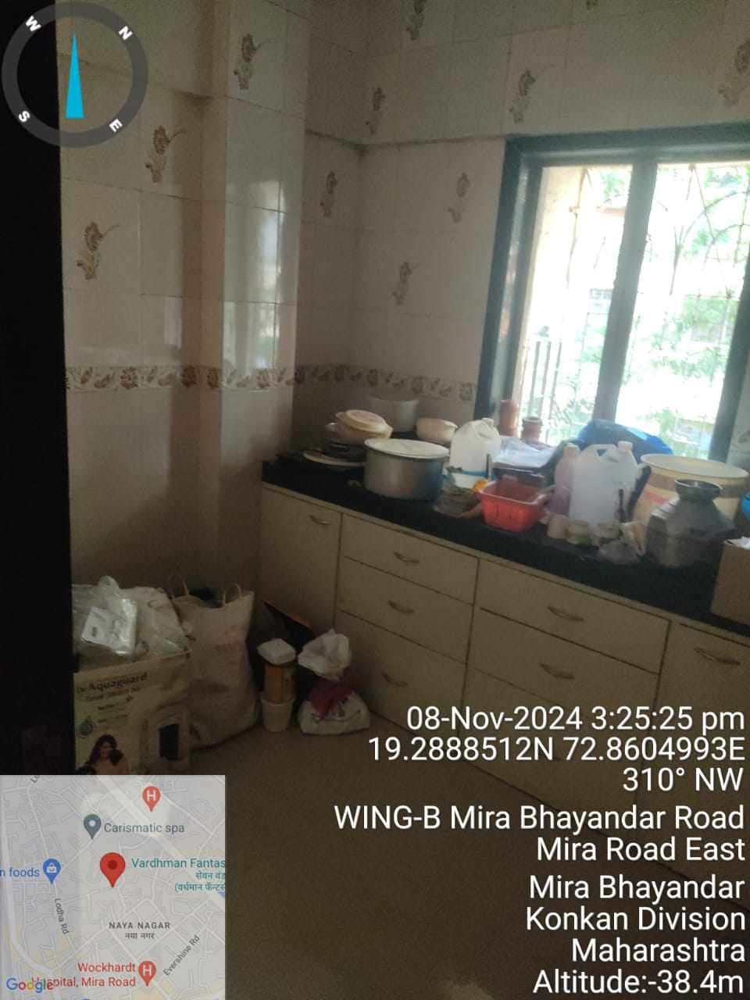 W
N
S
E
Dr. Aquaguard
08-Nov-2024 3:25:25 pm
19.2888512N 72.8604993E
310° NW
WING-B Mira Bhayandar Road
Mira Road East
Mira Bhayandar
Konkan Division
Maharashtra
Altitude:-38.4m
H
Carismatic spa
Vardhman Fantas
सेवन वंड
(वर्धमान फॅन्टर्स
n foods
Lodha Rd
NAYA NAGAR
नया नगर
Evershine Rd
Wockhardt
Hospital, Mira Road
H
Google